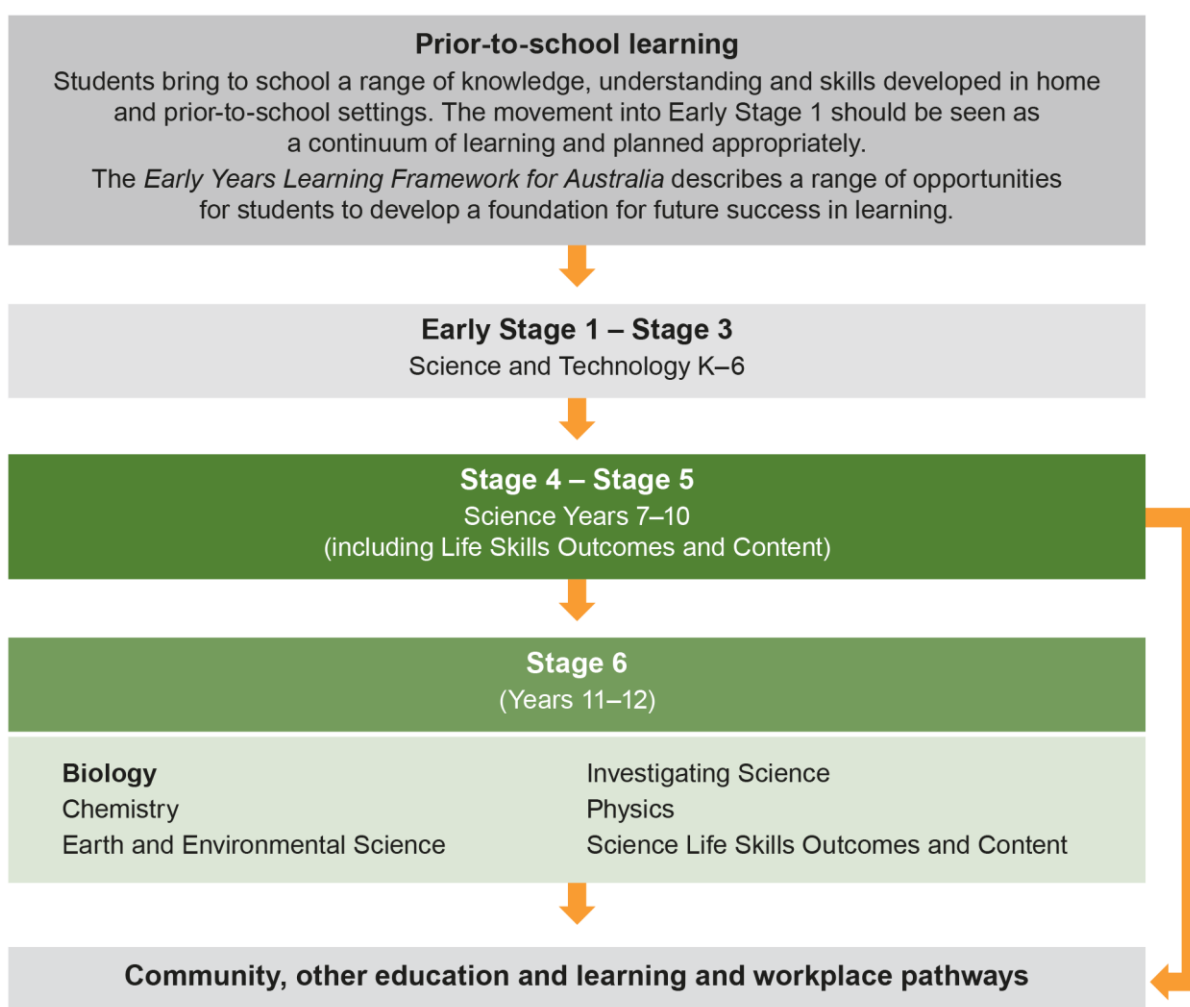 Prior-to-school learning
Students bring to school a range of knowledge, understanding and skills developed in home
and prior-to-school settings. The movement into Early Stage 1 should be seen as
a continuum of learning and planned appropriately.
The Early Years Learning Framework for Australia describes a range of opportunities
for students to develop a foundation for future success in learning.
Early Stage 1 – Stage 3
Science and Technology K–6
Stage 4 – Stage 5
Science Years 7–10
(including Life Skills Outcomes and Content)
Stage 6
(Years 11–12)
Biology
Chemistry
Earth and Environmental Science
Investigating Science
Physics
Science Life Skills Outcomes and Content
Community, other education and learning and workplace pathways